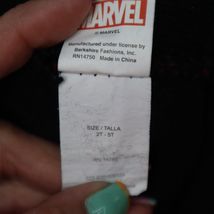 MARVEL
© MARVEL
Manufactured under license by
Berkshire Fashions, Inc.
RN14750 Made in China
SIZE / TALLA
2T - 5T